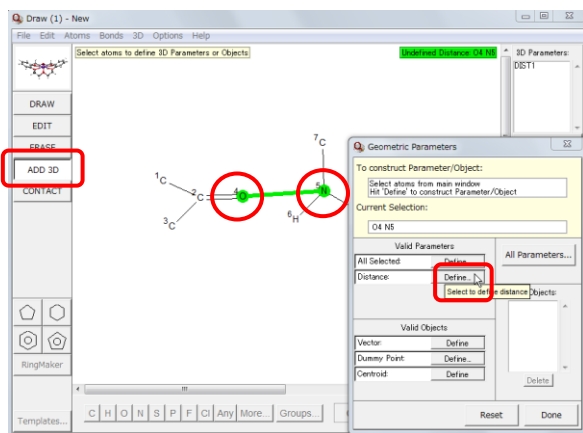 Draw (1) - New
File Edit Atoms Bonds 3D Options Help
Select atoms to define 3D Parameters or Objects
Undefined Distance: O4 N5
3D Parameters:
DIST1
DRAW
EDIT
ERASE
ADD 3D
CONTACT
7C
1C
2C
4O
5N
3C
6H
Geometric Parameters
To construct Parameter/Object:
Select atoms from main window
Hit 'Define' to construct Parameter/Object
Current Selection:
O4 N5
Valid Parameters
All Selected: Define..
All Parameters...
Distance: Define..
Select to define distance
Objects:
Valid Objects
Vector: Define
Dummy Point: Define..
Centroid: Define
Delete
Reset Done
RingMaker
Templates...
C H O N S P F Cl Any More... Groups...